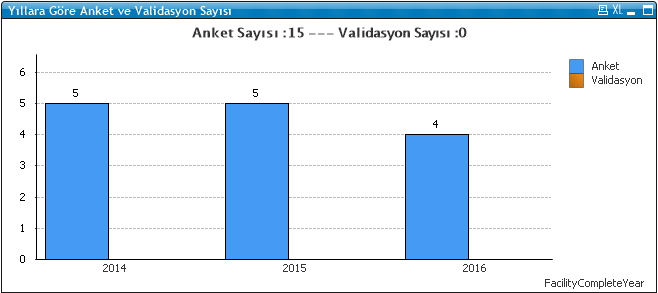 Yıllara Göre Anket ve Validasyon Sayısı
XL
Anket Sayısı :15 --- Validasyon Sayısı :0
Anket
Validasyon
6
5
4
3
2
1
0
5
5
4
2014
2015
2016
FacilityCompleteYear